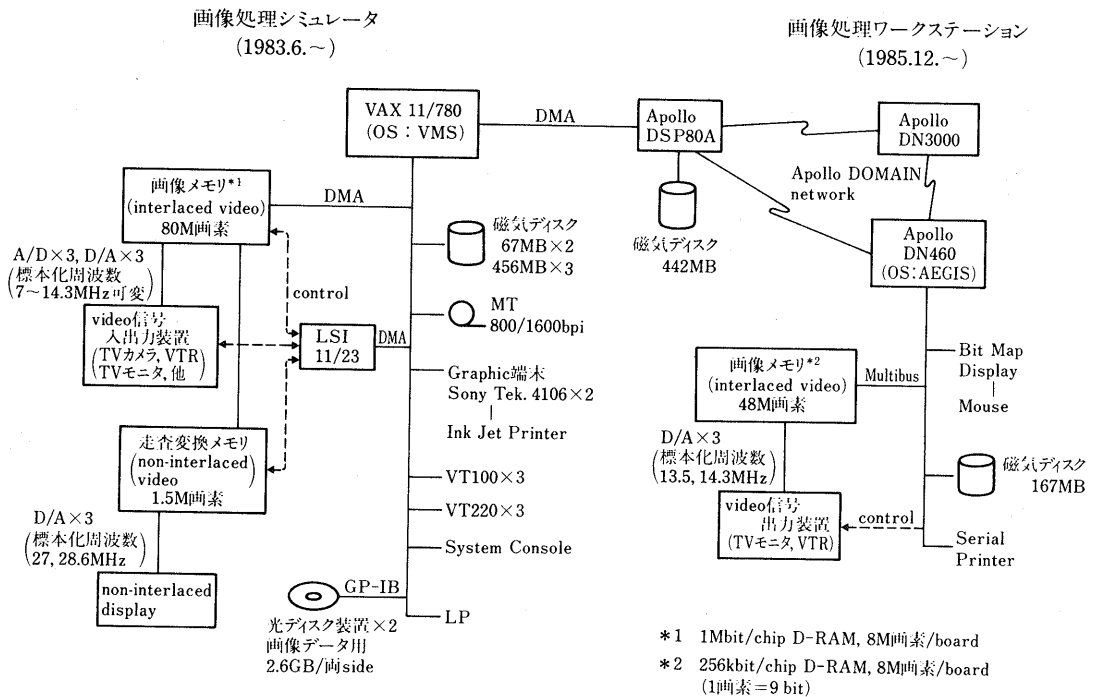 画像処理シミュレータ
(1983.6.～)
画像処理ワークステーション
(1985.12.～)
VAX 11/780
(OS：VMS)
DMA
Apollo
DSP80A
Apollo
DN3000
Apollo DOMAIN
network
磁気ディスク
442MB
Apollo
DN460
(OS:AEGIS)
画像メモリ*1
(interlaced video)
80M画素
DMA
磁気ディスク
67MB×2
456MB×3
A/D×3, D/A×3
(標本化周波数
7～14.3MHz可変)
control
MT
800/1600bpi
video信号
入出力装置
(TVカメラ, VTR
TVモニタ, 他)
LSI
11/23
DMA
Graphic端末
Sony Tek. 4106×2
Ink Jet Printer
画像メモリ*2
(interlaced video)
48M画素
Multibus
Bit Map
Display
Mouse
走査変換メモリ
(non-interlaced
video)
1.5M画素
D/A×3
(標本化周波数
13.5, 14.3MHz)
磁気ディスク
167MB
VT100×3
VT220×3
video信号
出力装置
(TVモニタ, VTR)
control
D/A×3
(標本化周波数
27, 28.6MHz)
System Console
Serial
Printer
non-interlaced
display
GP-IB
LP
光ディスク装置×2
画像データ用
2.6GB/両side
*1 1Mbit/chip D-RAM, 8M画素/board
*2 256kbit/chip D-RAM, 8M画素/board
(1画素=9 bit)